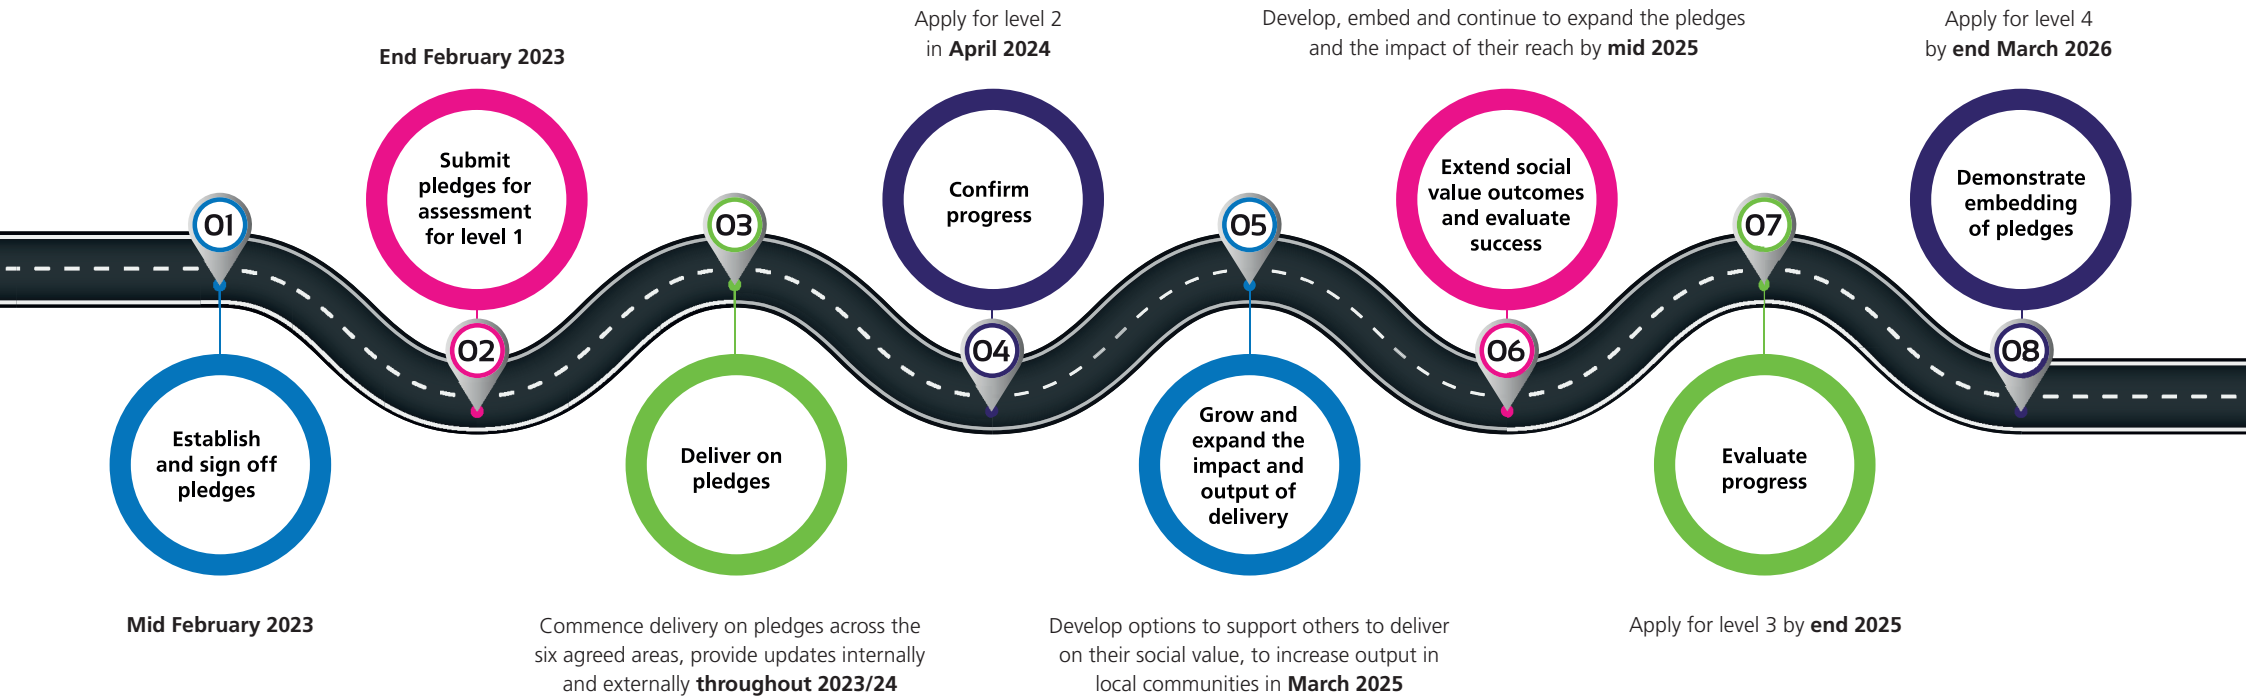 End February 2023
Apply for level 2
in April 2024
Develop, embed and continue to expand the pledges
and the impact of their reach by mid 2025
Apply for level 4
by end March 2026
01
Establish
and sign off
pledges
Mid February 2023
02
Submit
pledges for
assessment
for level 1
03
Deliver on
pledges
Commence delivery on pledges across the
six agreed areas, provide updates internally
and externally throughout 2023/24
04
Confirm
progress
05
Grow and
expand the
impact and
output of
delivery
Develop options to support others to deliver
on their social value, to increase output in
local communities in March 2025
06
Extend social
value outcomes
and evaluate
success
07
Evaluate
progress
Apply for level 3 by end 2025
08
Demonstrate
embedding
of pledges